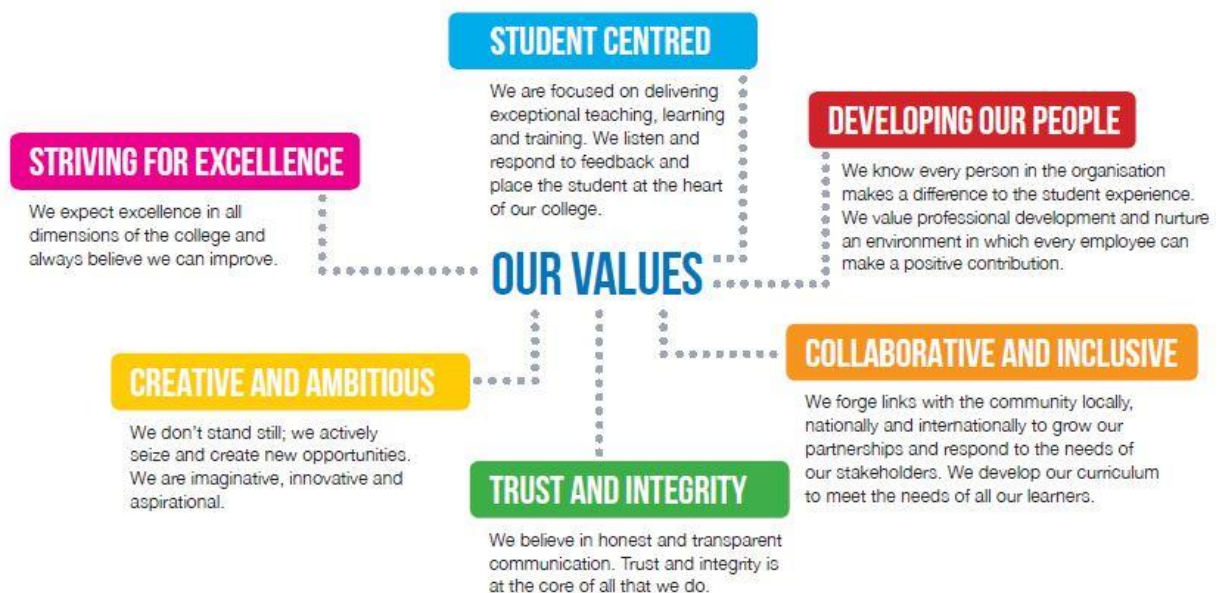 STUDENT CENTRED
We are focused on delivering
exceptional teaching, learning
and training. We listen and
respond to feedback and
place the student at the heart
of our college.
DEVELOPING OUR PEOPLE
We know every person in the organisation
makes a difference to the student experience.
We value professional development and nurture
an environment in which every employee can
make a positive contribution.
STRIVING FOR EXCELLENCE
We expect excellence in all
dimensions of the college and
always believe we can improve.
OUR VALUES
CREATIVE AND AMBITIOUS
We don't stand still; we actively
seize and create new opportunities.
We are imaginative, innovative and
aspirational.
COLLABORATIVE AND INCLUSIVE
We forge links with the community locally,
nationally and internationally to grow our
partnerships and respond to the needs of
our stakeholders. We develop our curriculum
to meet the needs of all our learners.
TRUST AND INTEGRITY
We believe in honest and transparent
communication. Trust and integrity is
at the core of all that we do.